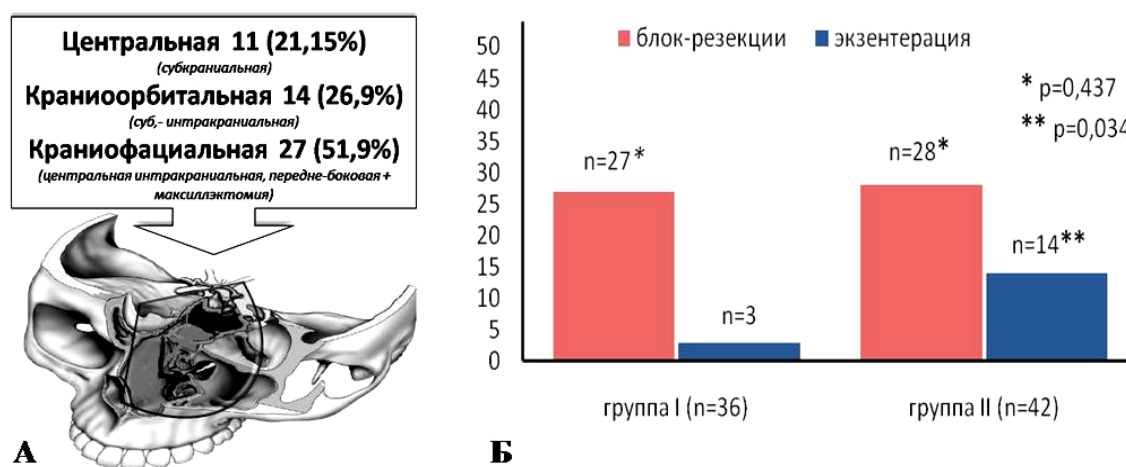 Центральная 11 (21,15%)
(субкраниальная)
Краниоорбитальная 14 (26,9%)
(суб,- интракраниальная)
Краниофациальная 27 (51,9%)
(центральная интракраниальная, передне-боковая +
максиллэктомия)
А
блок-резекции экзентерация
* p=0,437
** p=0,034
50
45
40
35
30
25
20
15
10
5
0
n=27*
n=3
n=28*
n=14**
группа I (n=36) группа II (n=42)
Б